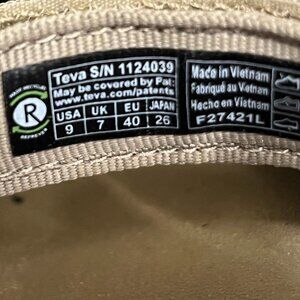 R
REPREVE
Teva S/N 1124039
May be covered by Pat:
www.teva.com/patents
USA UK EU JAPAN
9 7 40 26
Made in Vietnam
Fabriqué au Vietnam
Hecho en Vietnam
F27421L